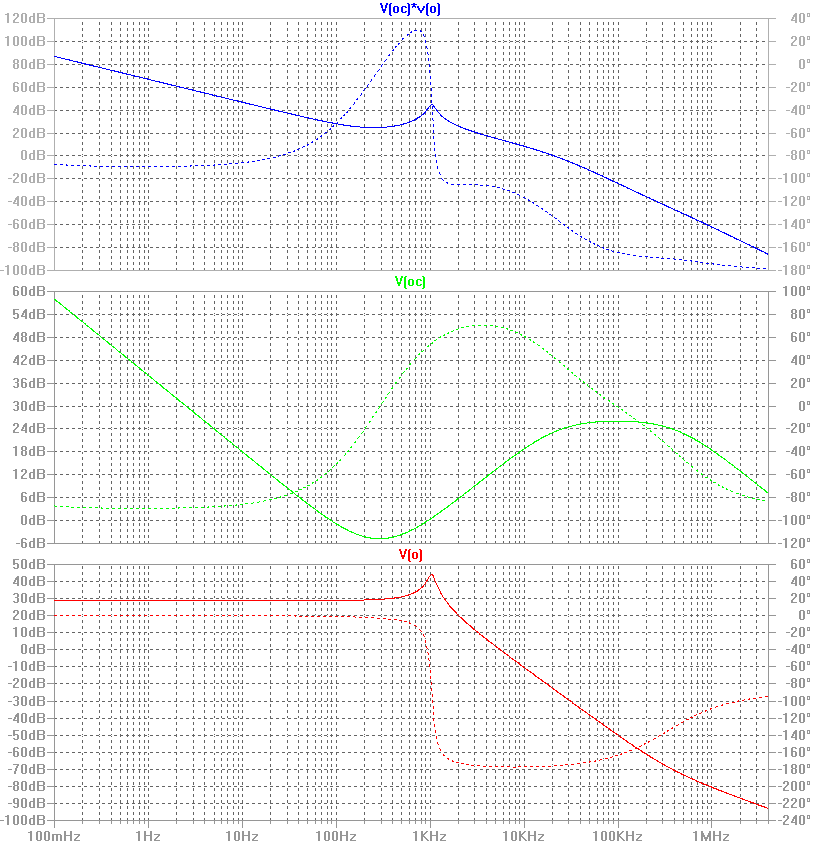 V(oc)*v(o)
120dB 40°
100dB 20°
80dB 0°
60dB -20°
40dB -40°
20dB -60°
0dB -80°
-20dB -100°
-40dB -120°
-60dB -140°
-80dB -160°
-100dB -180°
V(oc)
60dB 100°
54dB 80°
48dB 60°
42dB 40°
36dB 20°
30dB 0°
24dB -20°
18dB -40°
12dB -60°
6dB -80°
0dB -100°
-6dB -120°
V(o)
50dB 60°
40dB 40°
30dB 20°
20dB 0°
10dB -20°
0dB -40°
-10dB -60°
-20dB -80°
-30dB -100°
-40dB -120°
-50dB -140°
-60dB -160°
-70dB -180°
-80dB -200°
-90dB -220°
-100dB -240°
100mHz 1Hz 10Hz 100Hz 1KHz 10KHz 100KHz 1MHz